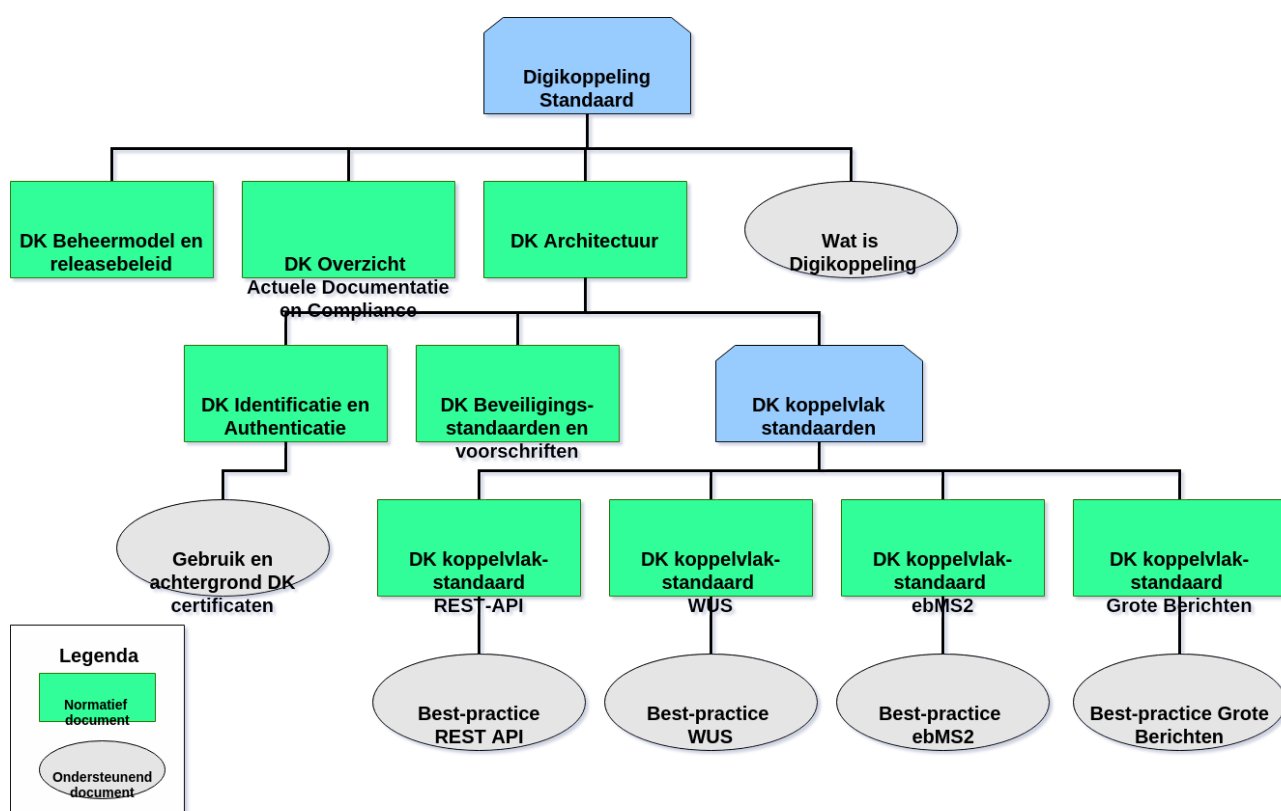 Digikoppeling
Standaard
DK Beheermodel en
releasebeleid
DK Overzicht
Actuele Documentatie
en Compliance
DK Architectuur
Wat is
Digikoppeling
DK Identificatie en
Authenticatie
DK Beveiligings-
standaarden en
voorschriften
DK koppelvlak
standaarden
Gebruik en
achtergrond DK
certificaten
DK koppelvlak-
standaard
REST-API
DK koppelvlak-
standaard
WUS
DK koppelvlak-
standaard
ebMS2
DK koppelvlak-
standaard
Grote Berichten
Best-practice
REST API
Best-practice
WUS
Best-practice
ebMS2
Best-practice Grote
Berichten
Legenda
Normatief
document
Ondersteunend
document